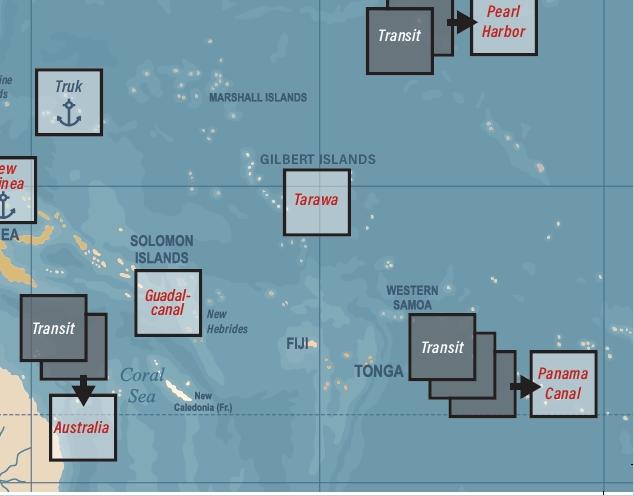 Pearl
Harbor
Transit
Truk
MARSHALL ISLANDS
GILBERT ISLANDS
Tarawa
SOLOMON
ISLANDS
Guadal-
canal
New
Hebrides
WESTERN
SAMOA
Transit
FIJI
Transit
TONGA
Panama
Canal
Coral
Sea
New
Caledonia (Fr.)
Australia